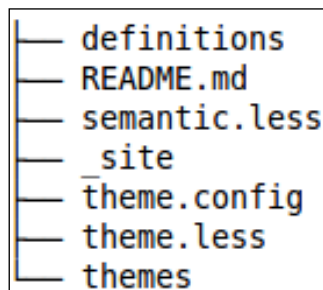 ├── definitions
├── README.md
├── semantic.less
├── _site
├── theme.config
├── theme.less
└── themes